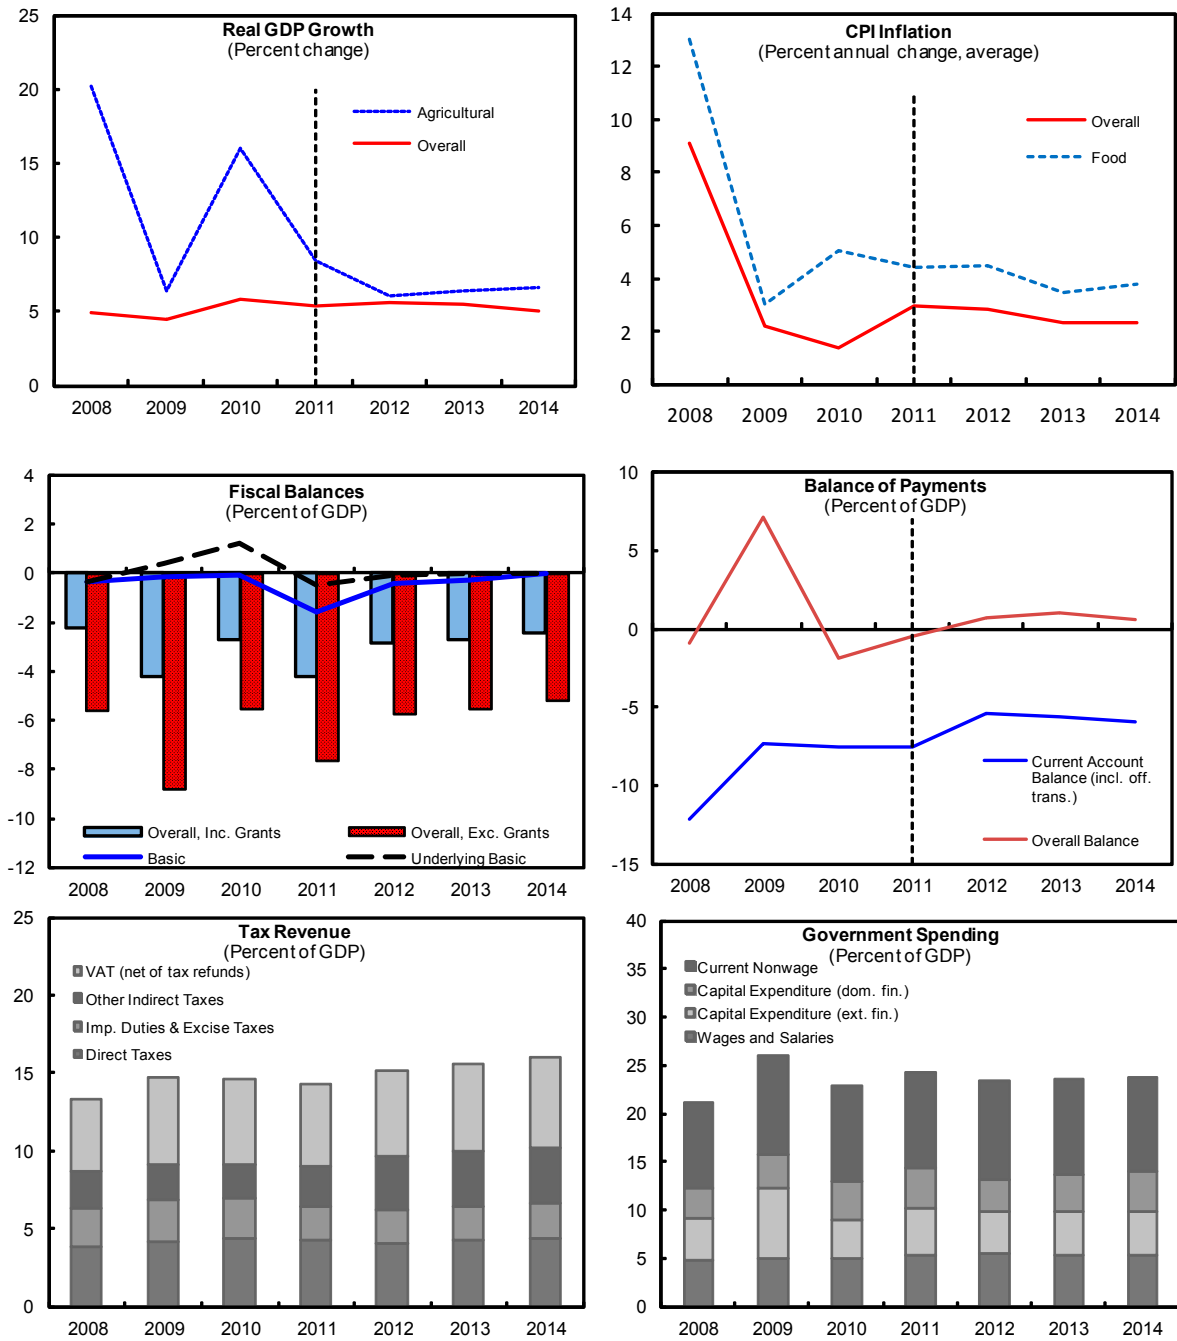 Real GDP Growth
(Percent change)
25
20
15
10
5
0
Agricultural
Overall
2008 2009 2010 2011 2012 2013 2014
CPI Inflation
(Percent annual change, average)
14
12
10
8
6
4
2
0
Overall
Food
2008 2009 2010 2011 2012 2013 2014
Fiscal Balances
(Percent of GDP)
4
2
0
-2
-4
-6
-8
-10
-12
Overall, Inc. Grants
Overall, Exc. Grants
Basic
Underlying Basic
2008 2009 2010 2011 2012 2013 2014
Balance of Payments
(Percent of GDP)
10
5
0
-5
-10
-15
Current Account
Balance (incl. off.
trans.)
Overall Balance
2008 2009 2010 2011 2012 2013 2014
Tax Revenue
(Percent of GDP)
25
20
15
10
5
0
VAT (net of tax refunds)
Other Indirect Taxes
Imp. Duties & Excise Taxes
Direct Taxes
2008 2009 2010 2011 2012 2013 2014
Government Spending
(Percent of GDP)
40
35
30
25
20
15
10
5
0
Current Nonwage
Capital Expenditure (dom. fin.)
Capital Expenditure (ext. fin.)
Wages and Salaries
2008 2009 2010 2011 2012 2013 2014